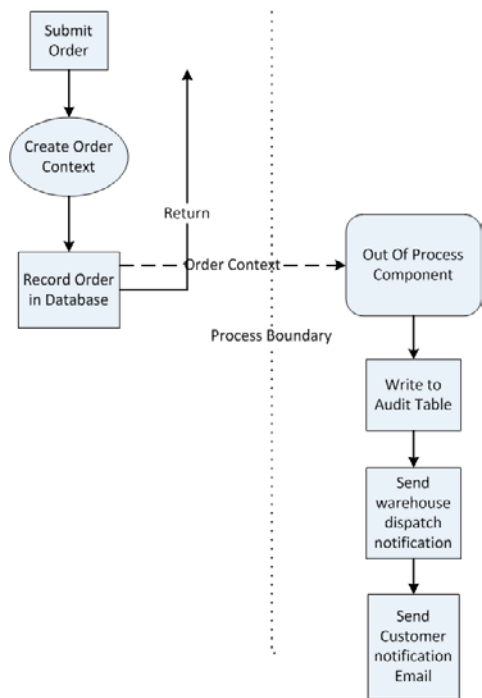 Submit
Order
Create Order
Context
Return
Order Context
Record Order
in Database
Out Of Process
Component
Process Boundary
Write to
Audit Table
Send
warehouse
dispatch
notification
Send
Customer
notification
Email